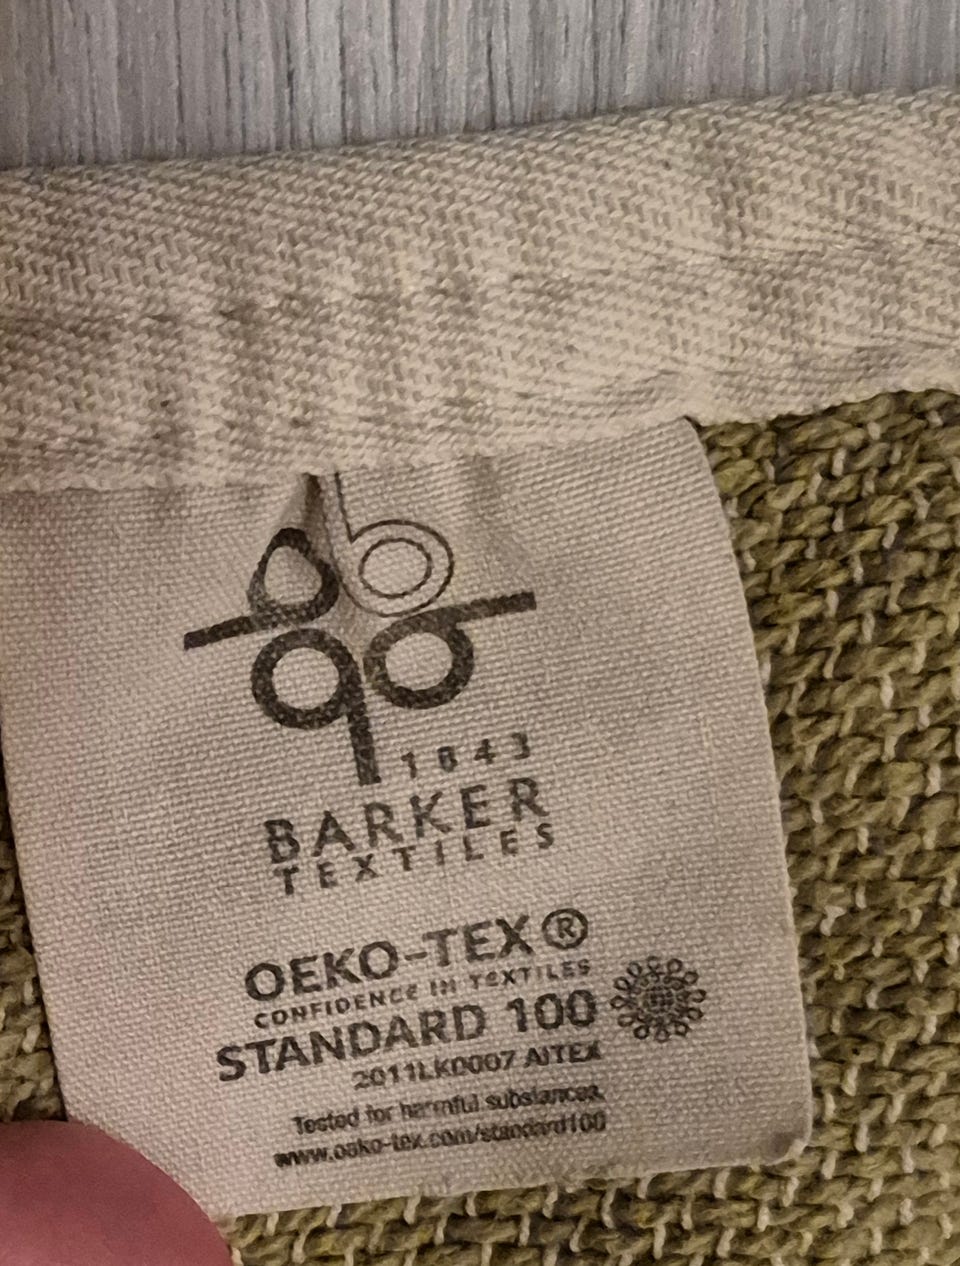 1843
BARKER
TEXTILES
OEKO-TEX®
CONFIDENCE IN TEXTILES
STANDARD 100
2011LK0007 AITEX
Tested for harmful substances.
www.oeko-tex.com/standard100